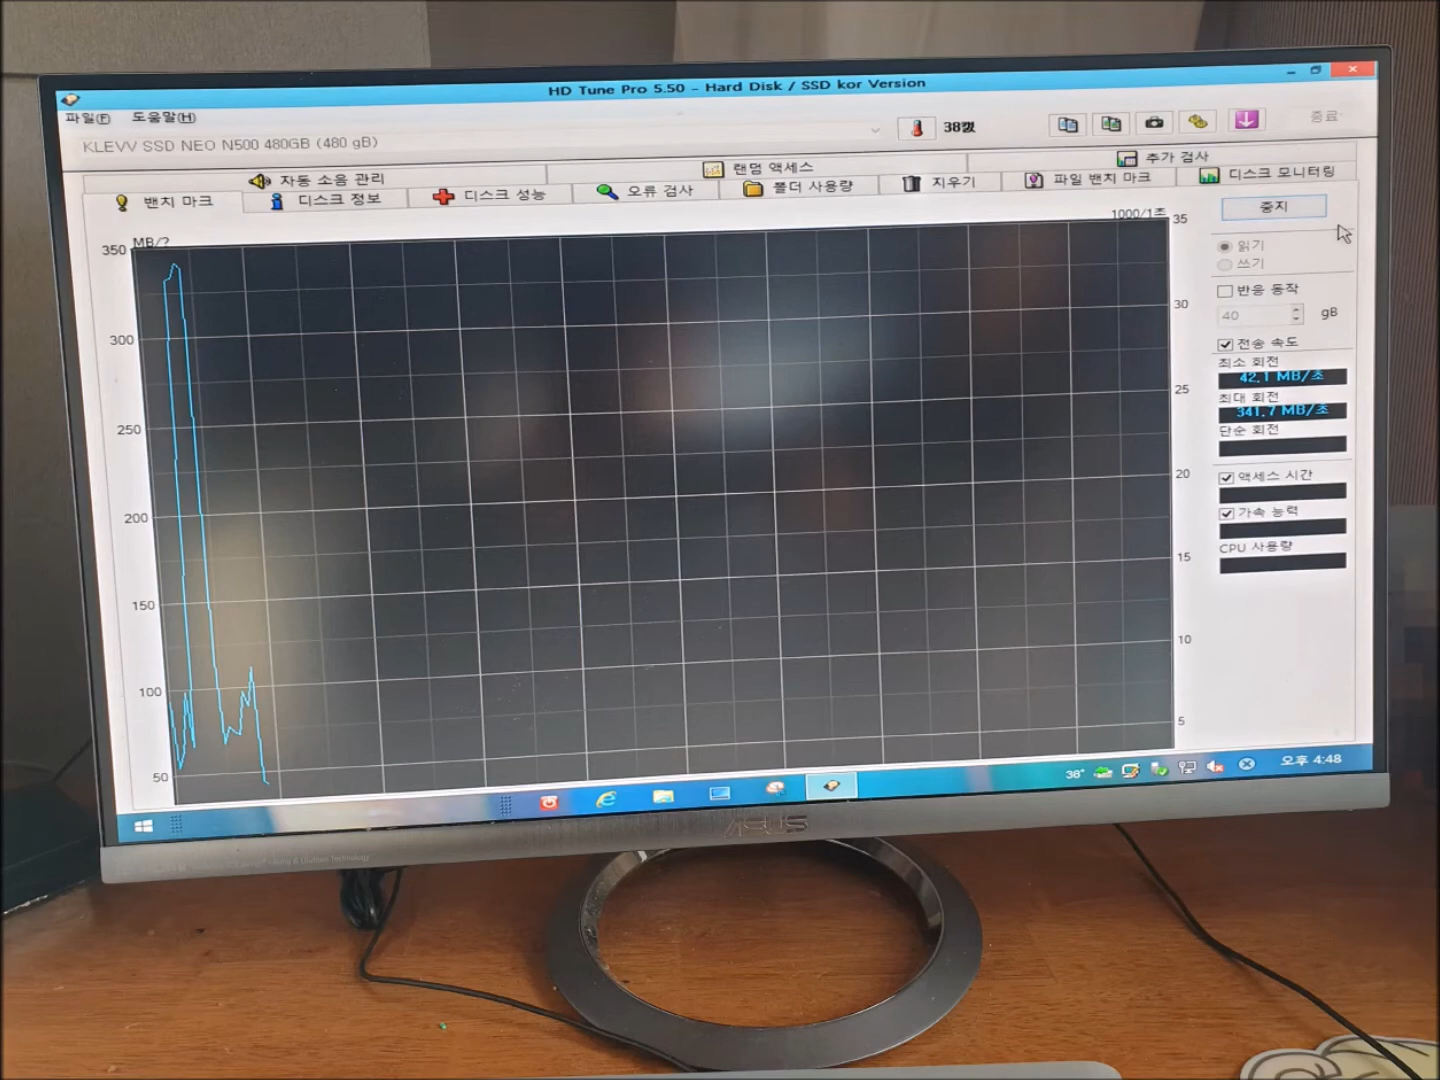 HD Tune Pro 5.50 - Hard Disk / SSD kor Version
파일(F) 도움말(H)
KLEVV SSD NEO N500 480GB (480 gB)
38캜
종료
자동 소음 관리
랜덤 액세스
추가 검사
벤치 마크
디스크 정보
디스크 성능
오류 검사
폴더 사용량
지우기
파일 벤치 마크
디스크 모니터링
MB/?
1000/1초
350
300
250
200
150
100
50
35
30
25
20
15
10
5
중지
읽기
쓰기
반응 동작
40 gB
전송 속도
최소 회전
42.1 MB/초
최대 회전
341.7 MB/초
단순 회전
액세스 시간
가속 능력
CPU 사용량
38°
오후 4:48
ASUS